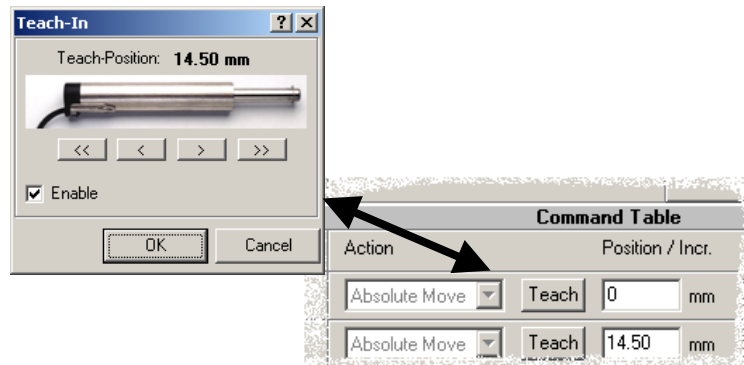 Teach-In
Teach-Position: 14.50 mm
<< < > >>
Enable
OK Cancel
Command Table
Action Position / Incr.
Absolute Move Teach 0 mm
Absolute Move Teach 14.50 mm